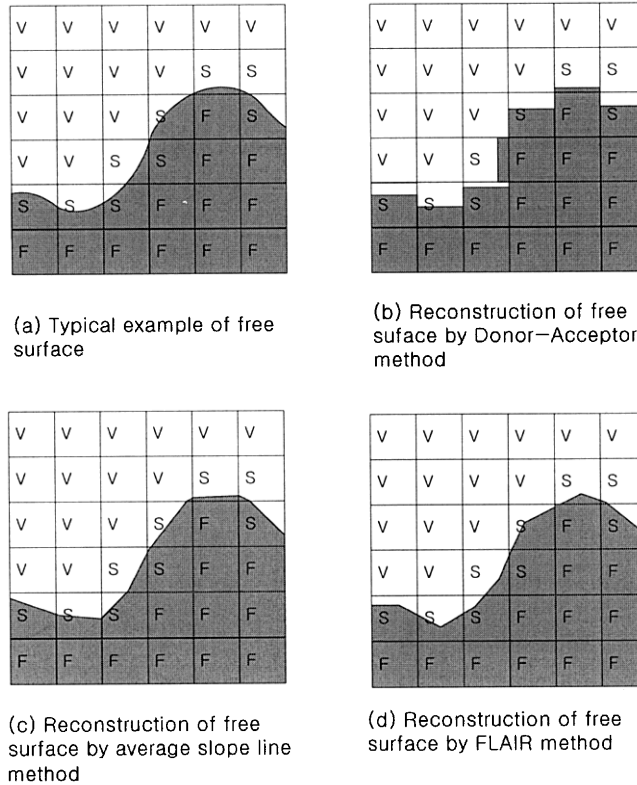 V V V V V V
V V V V S S
V V V S F S
V V S S F F
S S S F F F
F F F F F F
(a) Typical example of free
surface
V V V V V V
V V V V S S
V V V S F S
V V S F F F
S S S F F F
F F F F F F
(b) Reconstruction of free
suface by Donor-Acceptor
method
V V V V V V
V V V V S S
V V V S F S
V V S S F F
S S S F F F
F F F F F F
(c) Reconstruction of free
surface by average slope line
method
V V V V V V
V V V V S S
V V V S F S
V V S S F F
S S S F F F
F F F F F F
(d) Reconstruction of free
surface by FLAIR method